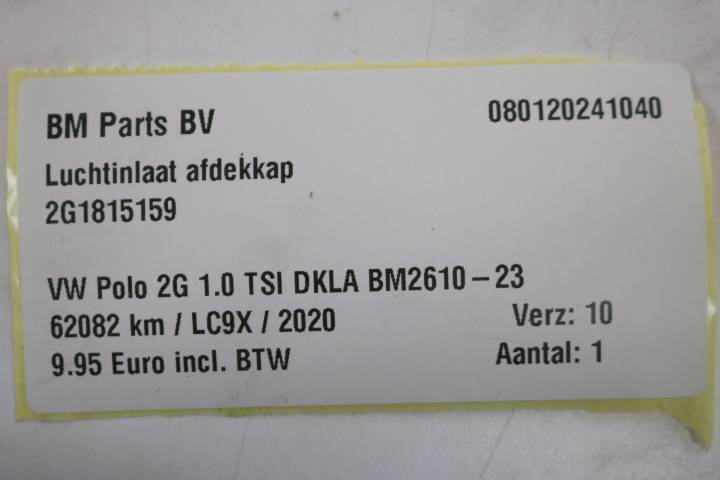 BM Parts BV 080120241040
Luchtinlaat afdekkap
2G1815159
VW Polo 2G 1.0 TSI DKLA BM2610-23
62082 km / LC9X / 2020 Verz: 10
9.95 Euro incl. BTW Aantal: 1